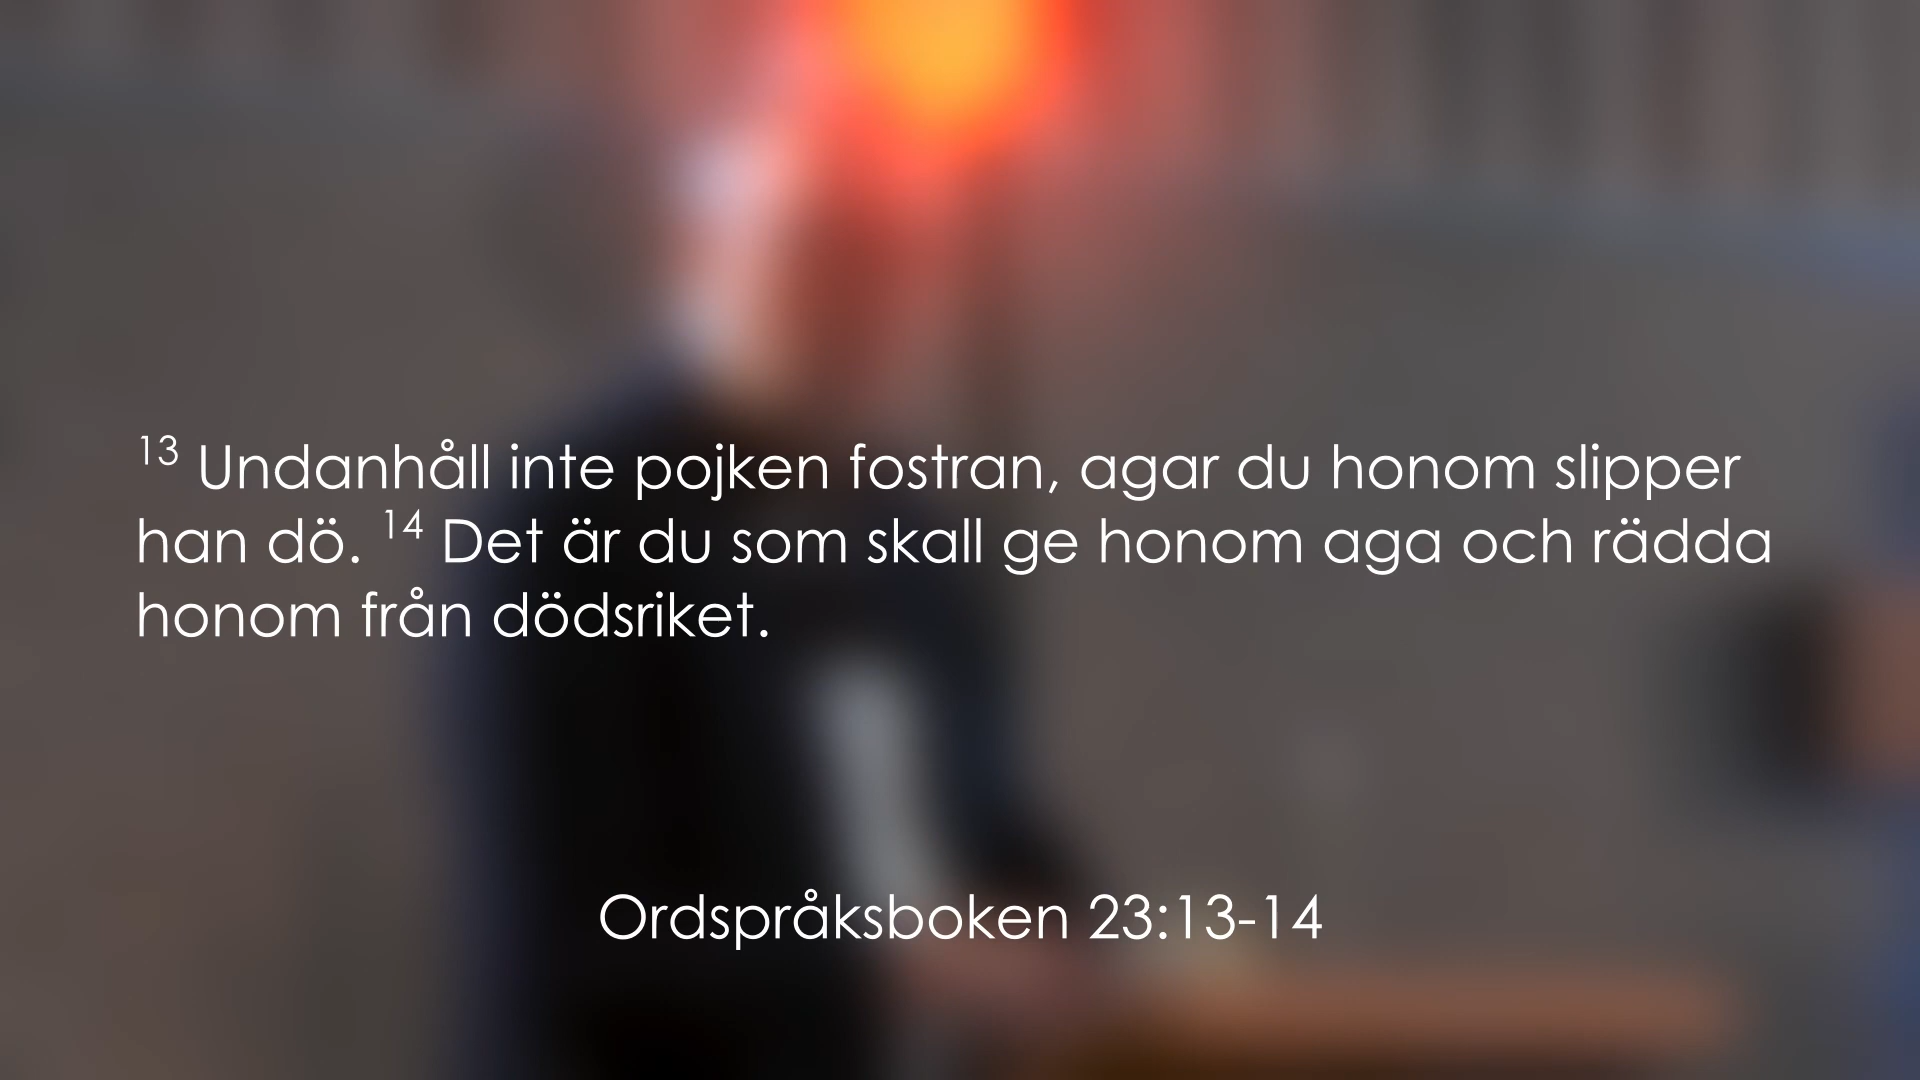 13 Undanhåll inte pojken fostran, agar du honom slipper
han dö. 14 Det är du som skall ge honom aga och rädda
honom från dödsriket.
Ordspråksboken 23:13-14